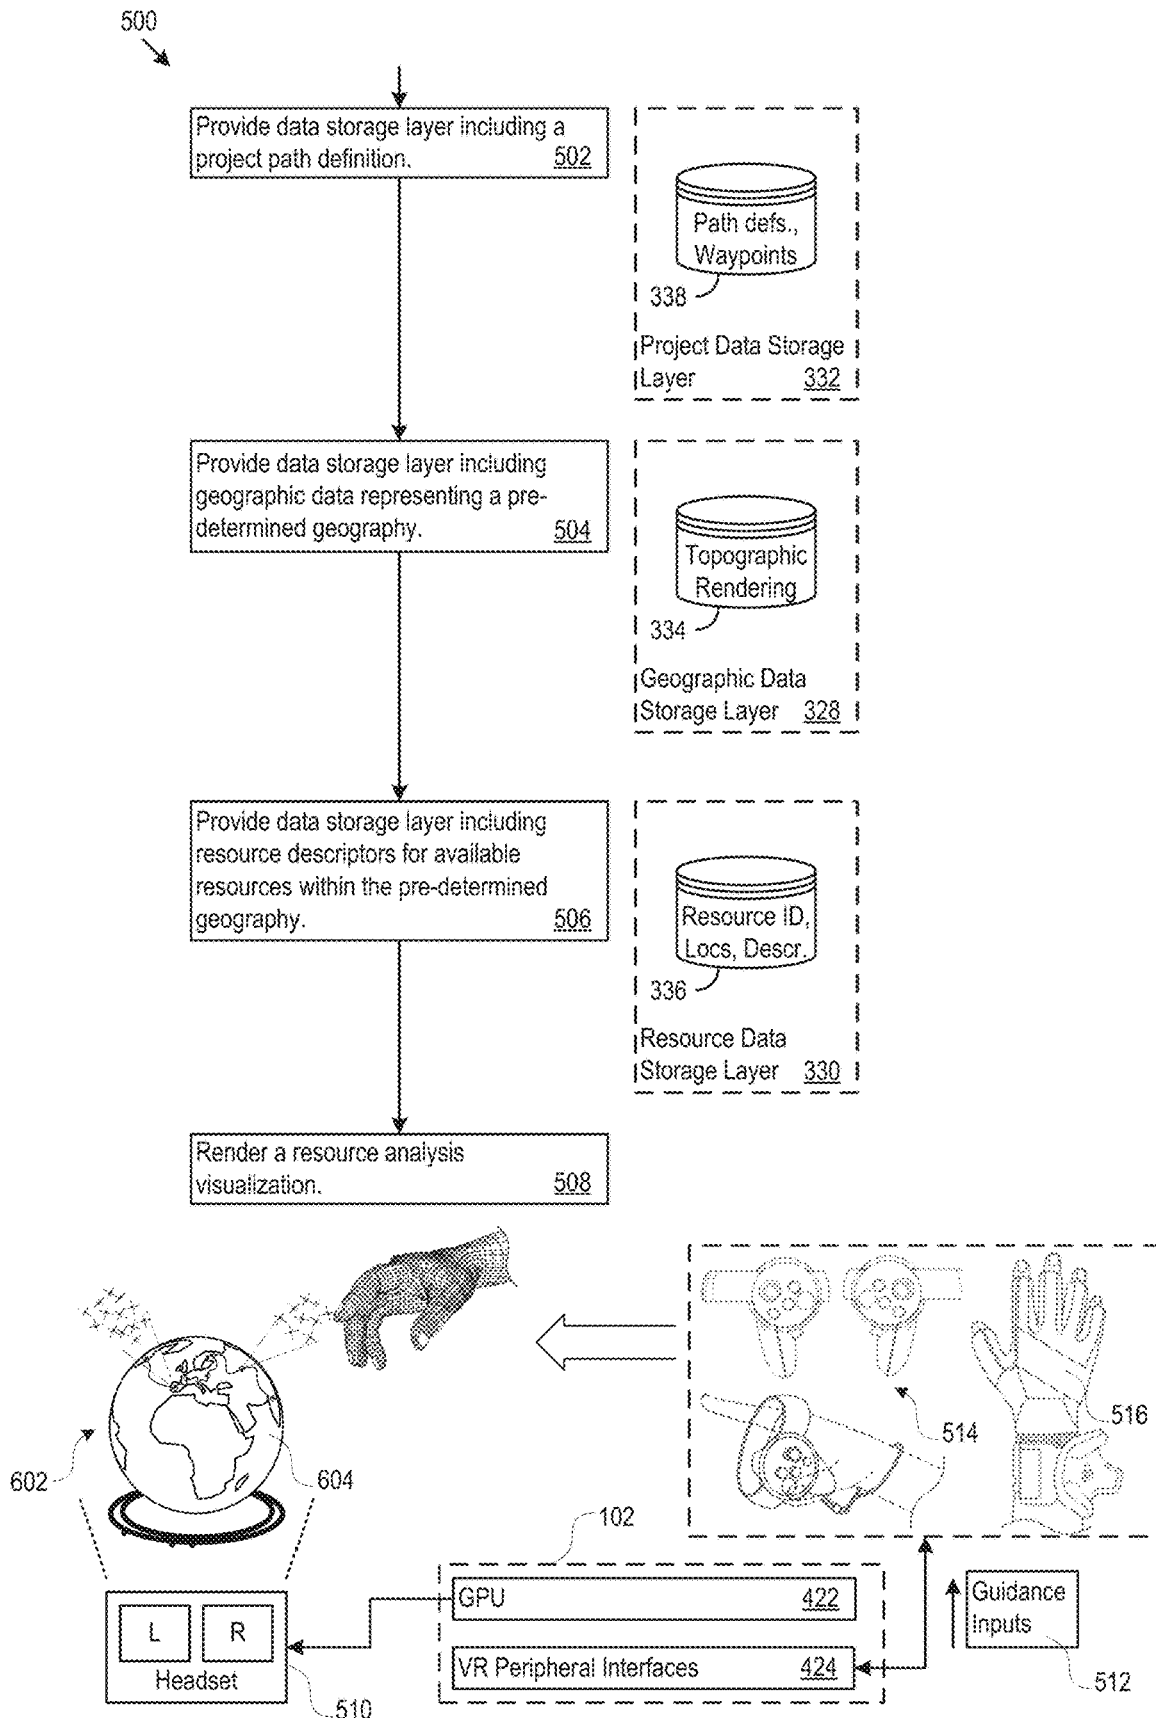 500
Provide data storage layer including a
project path definition. 502
Path defs.,
Waypoints
338
Project Data Storage
Layer 332
Provide data storage layer including
geographic data representing a pre-
determined geography. 504
Topographic
Rendering
334
Geographic Data
Storage Layer 328
Provide data storage layer including
resource descriptors for available
resources within the pre-determined
geography. 506
Resource ID,
Locs, Descr.
336
Resource Data
Storage Layer 330
Render a resource analysis
visualization. 508
514
516
602
604
102
GPU 422
VR Peripheral Interfaces 424
L R
Headset
510
Guidance
Inputs
512